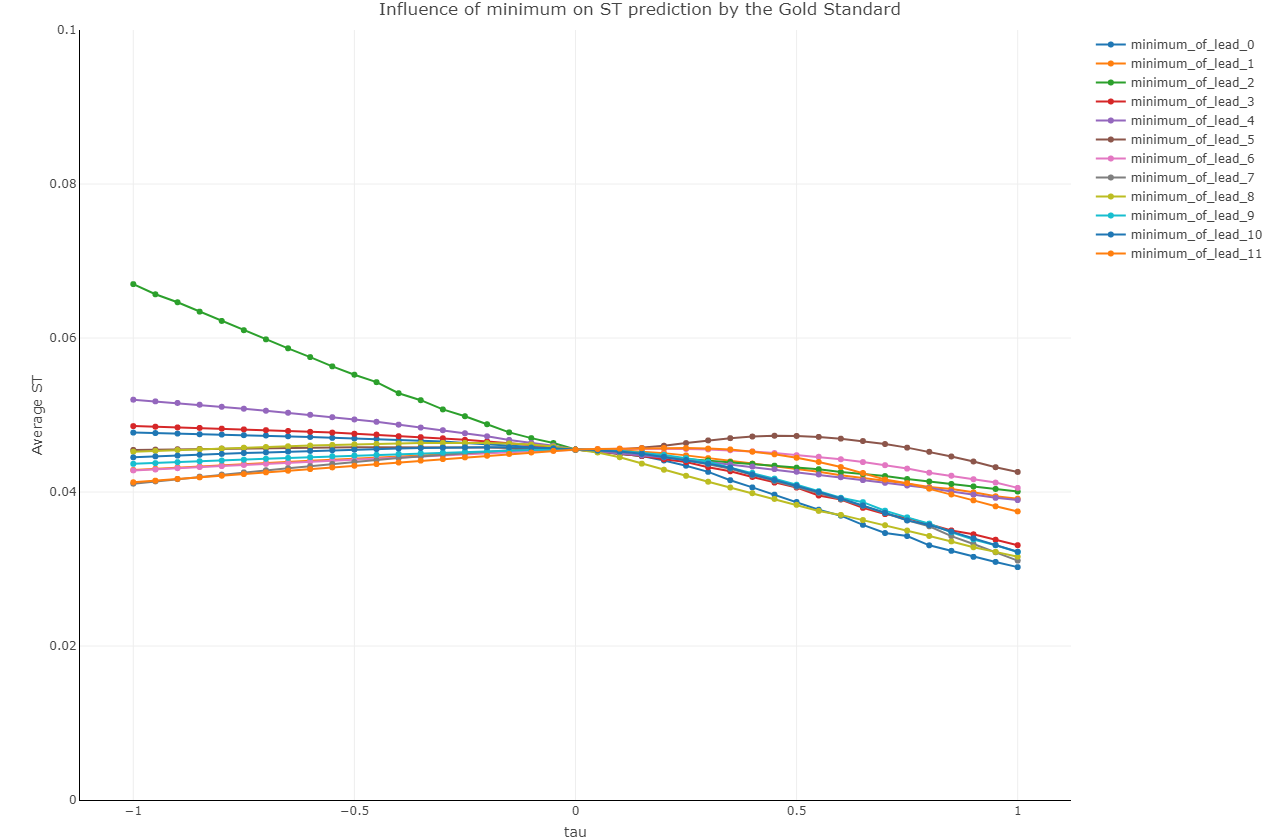 Influence of minimum on ST prediction by the Gold Standard
0.1
0.08
0.06
0.04
0.02
0
Average ST
−1
−0.5
0
0.5
1
tau
minimum_of_lead_0
minimum_of_lead_1
minimum_of_lead_2
minimum_of_lead_3
minimum_of_lead_4
minimum_of_lead_5
minimum_of_lead_6
minimum_of_lead_7
minimum_of_lead_8
minimum_of_lead_9
minimum_of_lead_10
minimum_of_lead_11